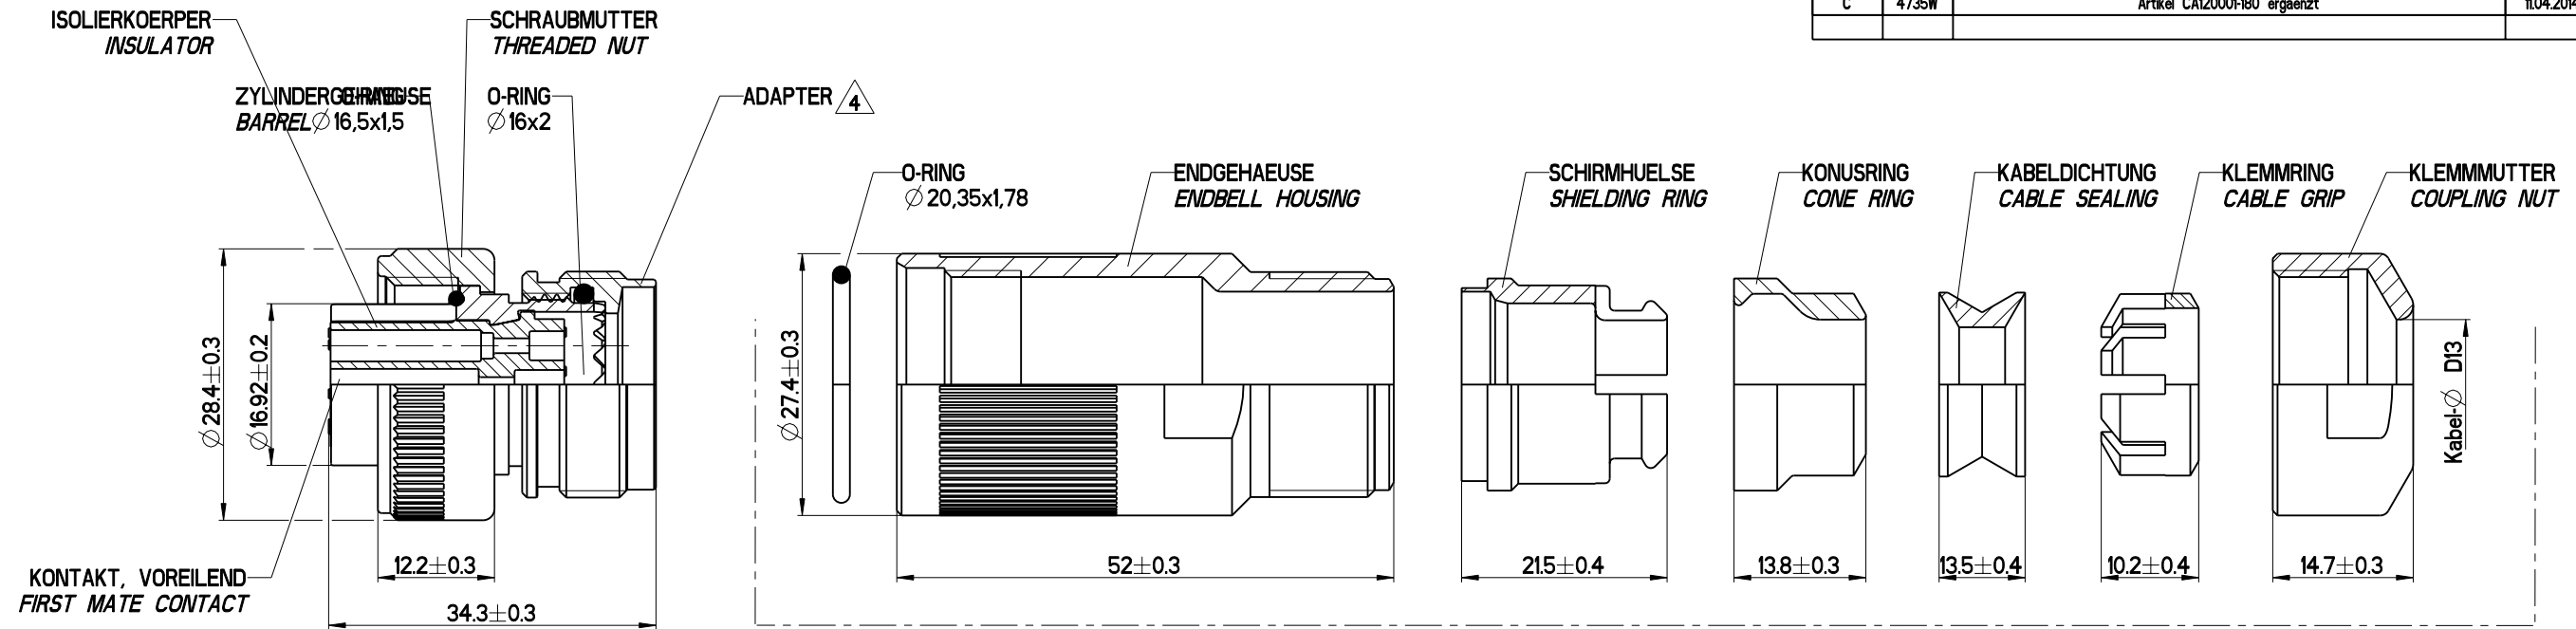 C 4735W Artikel CA120001-180 ergaenzt 11.04.2014
ISOLIERKOERPER
INSULATOR
SCHRAUBMUTTER
THREADED NUT
ZYLINDERGEHAEUSE
BARREL
O-RING
Ø 16,5x1,5
O-RING
Ø 16x2
ADAPTER 4
O-RING
Ø 20,35x1,78
ENDGEHAEUSE
ENDBELL HOUSING
SCHIRMHUELSE
SHIELDING RING
KONUSRING
CONE RING
KABELDICHTUNG
CABLE SEALING
KLEMMRING
CABLE GRIP
KLEMMMUTTER
COUPLING NUT
Ø 28.4±0.3
Ø 16.92±0.2
Ø 27.4±0.3
Kabel-Ø D13
KONTAKT, VOREILEND
FIRST MATE CONTACT
12.2±0.3
34.3±0.3
52±0.3
21.5±0.4
13.8±0.3
13.5±0.4
10.2±0.4
14.7±0.3